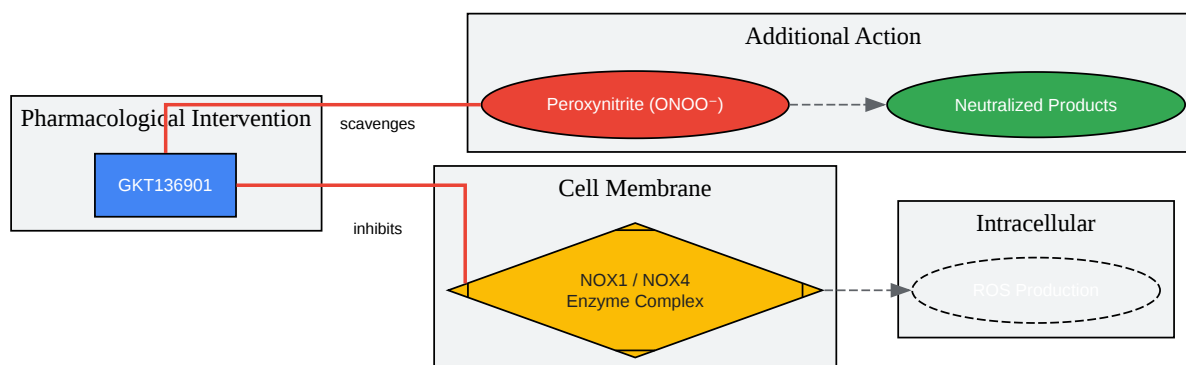 Additional Action
Peroxynitrite (ONOO⁻)
Neutralized Products
Pharmacological Intervention
GKT136901
scavenges
inhibits
Cell Membrane
NOX1 / NOX4
Enzyme Complex
Intracellular
ROS Production